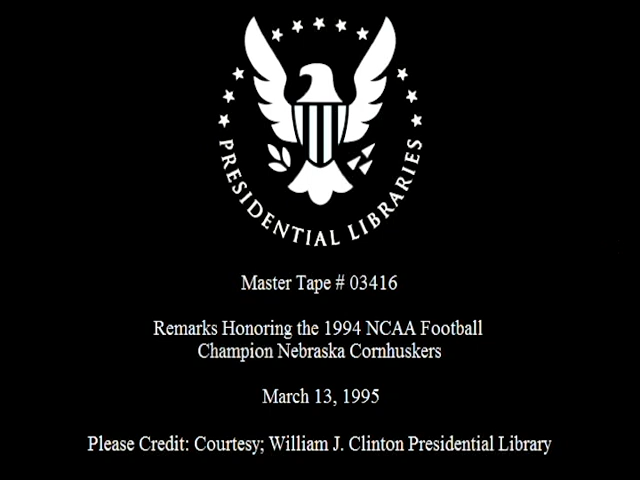 PRESIDENTIAL LIBRARIES
Master Tape # 03416
Remarks Honoring the 1994 NCAA Football
Champion Nebraska Cornhuskers
March 13, 1995
Please Credit: Courtesy; William J. Clinton Presidential Library